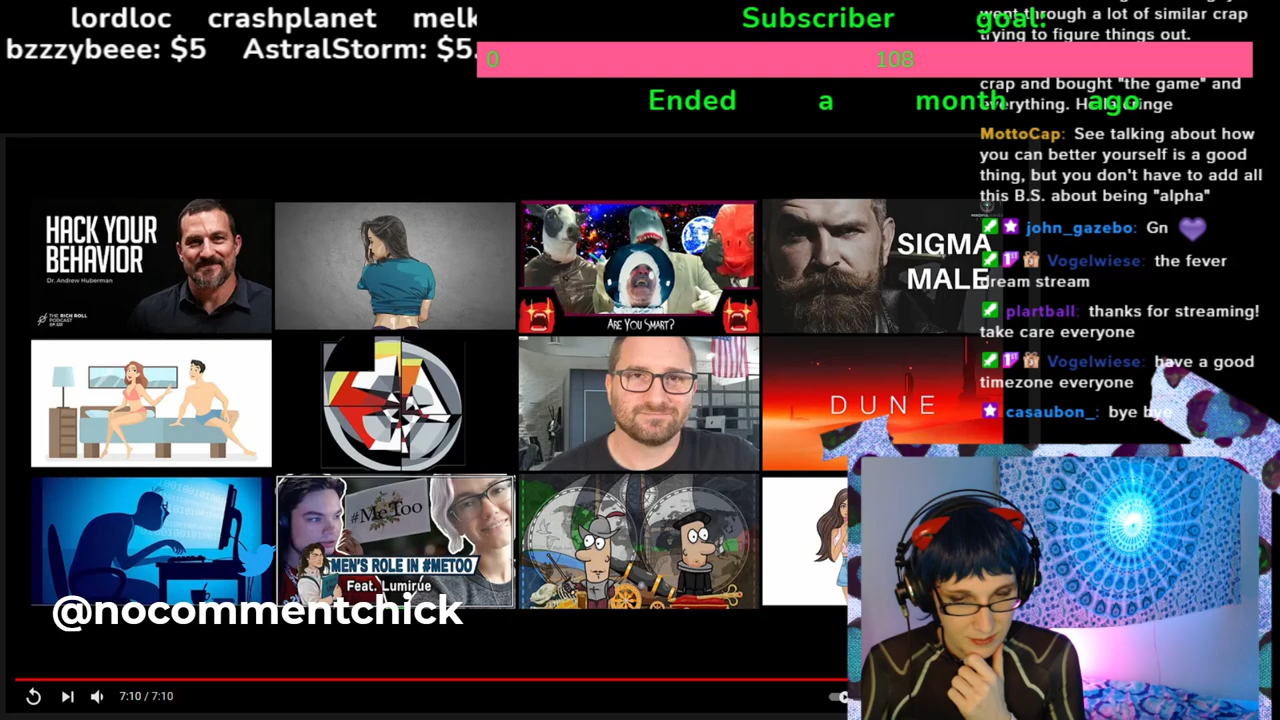 lordloc crashplanet melk
bzzzybeee: $5 AstralStorm: $5.
Subscriber goal:
0 108
Ended a month ago
went through a lot of similar crap
trying to figure things out.
crap and bought "the game" and
everything. Hella cringe
MottoCap: See talking about how
you can better yourself is a good
thing, but you don't have to add all
this B.S. about being "alpha"
john_gazebo: Gn
Vogelwiese: the fever
dream stream
plartball: thanks for streaming!
take care everyone
Vogelwiese: have a good
timezone everyone
casaubon_: bye bye
HACK YOUR
BEHAVIOR
Dr. Andrew Huberman
THE RICH ROLL
PODCAST
ARE YOU SMART?
SIGMA
MALE
DUNE
#MeToo
MEN'S ROLE IN #METOO
Feat. Lumirue
@nocommentchick
7:10 / 7:10